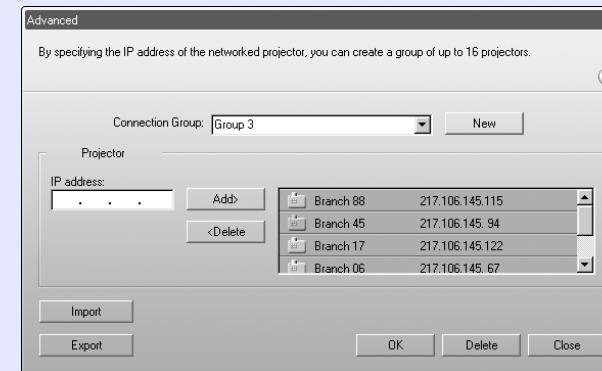 Advanced
By specifying the IP address of the networked projector, you can create a group of up to 16 projectors.
Connection Group: Group 3 New
Projector
IP address:
. . .
Add>
<Delete
Branch 88 217.106.145.115
Branch 45 217.106.145. 94
Branch 17 217.106.145.122
Branch 06 217.106.145. 67
Import
Export
OK Delete Close